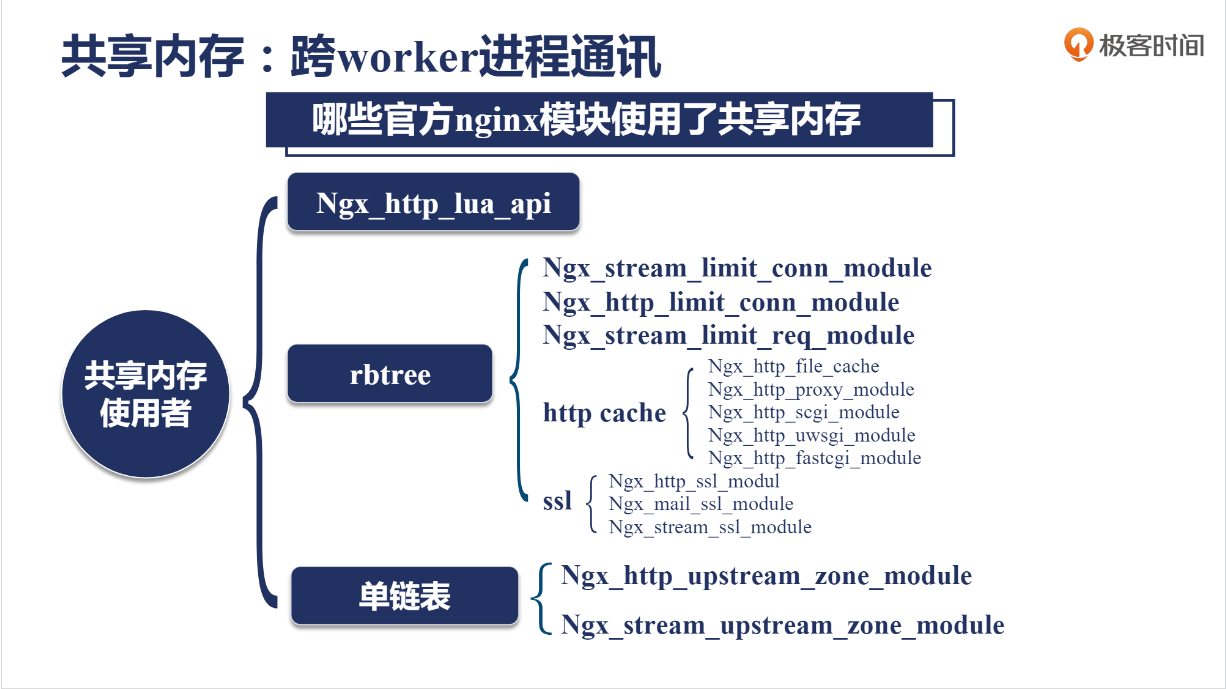 共享内存：跨worker进程通讯
极客时间
哪些官方nginx模块使用了共享内存
Ngx_http_lua_api
共享内存
使用者
rbtree
Ngx_stream_limit_conn_module
Ngx_http_limit_conn_module
Ngx_stream_limit_req_module
http cache
Ngx_http_file_cache
Ngx_http_proxy_module
Ngx_http_scgi_module
Ngx_http_uwsgi_module
Ngx_http_fastcgi_module
ssl
Ngx_http_ssl_modul
Ngx_mail_ssl_module
Ngx_stream_ssl_module
单链表
Ngx_http_upstream_zone_module
Ngx_stream_upstream_zone_module